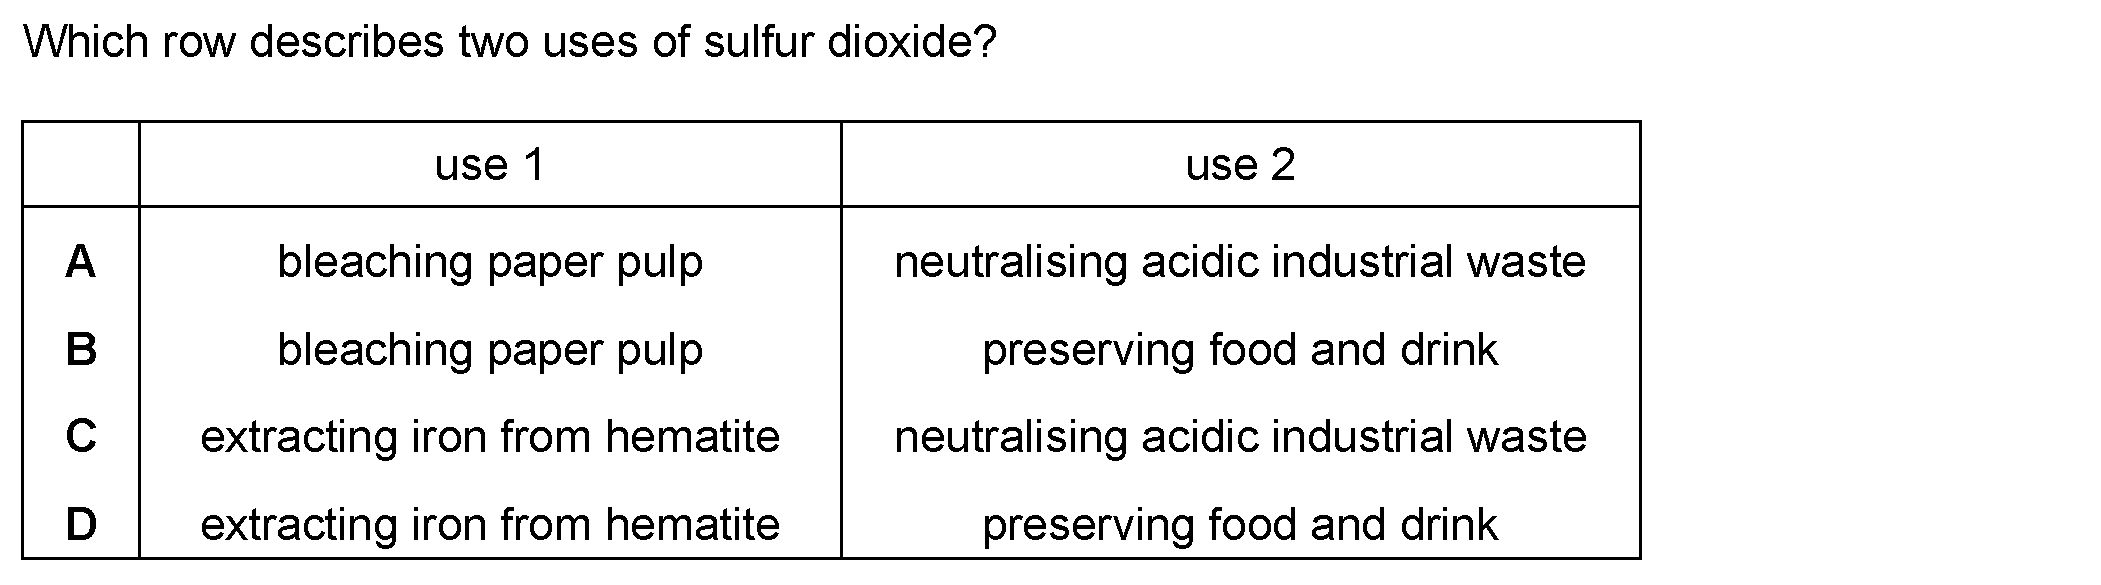 Which row describes two uses of sulfur dioxide?
use 1 use 2
A bleaching paper pulp neutralising acidic industrial waste
B bleaching paper pulp preserving food and drink
C extracting iron from hematite neutralising acidic industrial waste
D extracting iron from hematite preserving food and drink